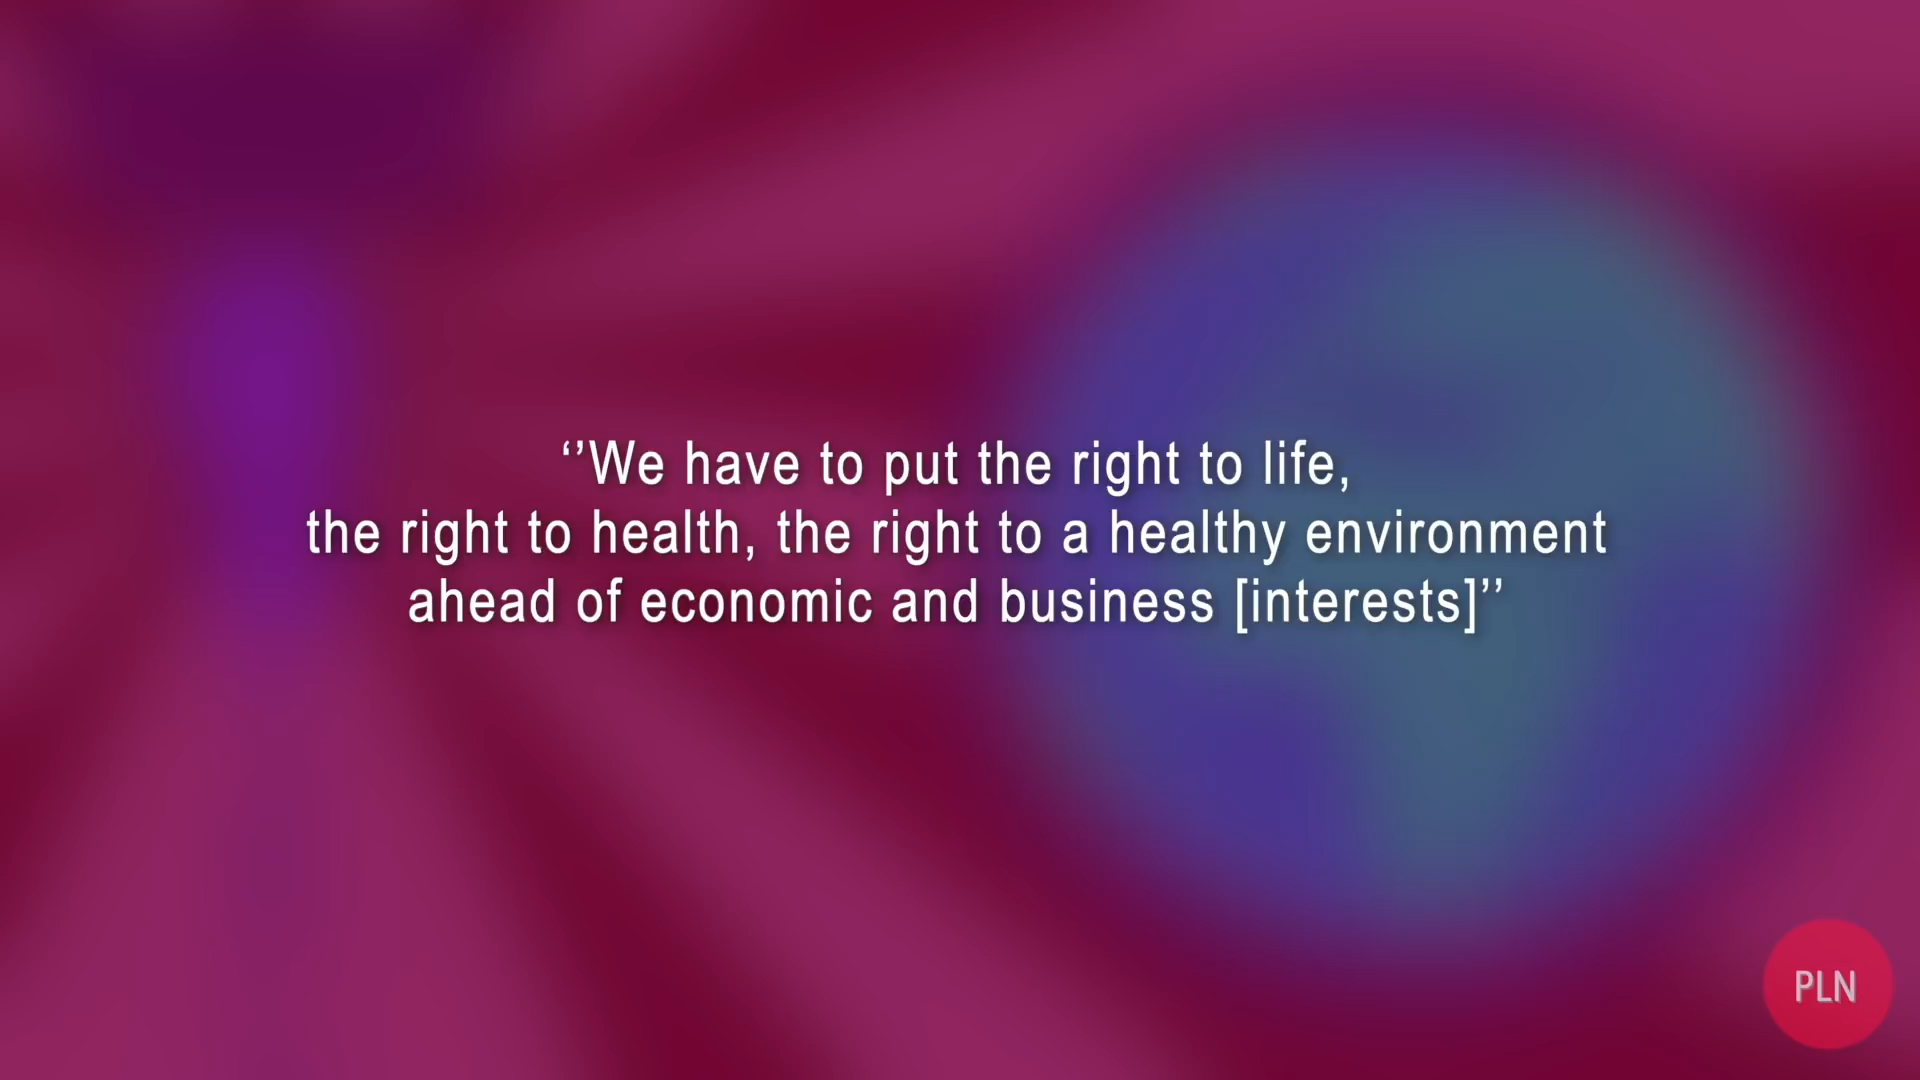 ‘’We have to put the right to life,
the right to health, the right to a healthy environment
ahead of economic and business [interests]’’
PLN